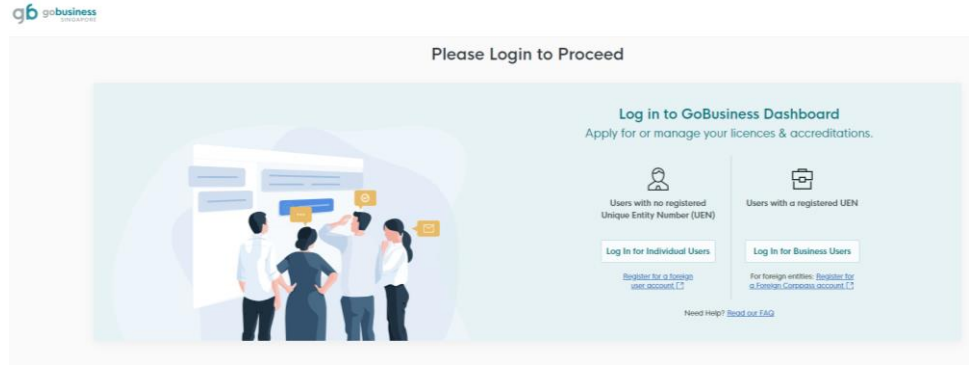 gb gobusiness
SINGAPORE
Please Login to Proceed
Log in to GoBusiness Dashboard
Apply for or manage your licences & accreditations.
Users with no registered
Unique Entity Number (UEN)
Log In for Individual Users
Register for a foreign
user account
Users with a registered UEN
Log In for Business Users
For foreign entities: Register for
a Foreign Corppass account
Need Help? Read our FAQ